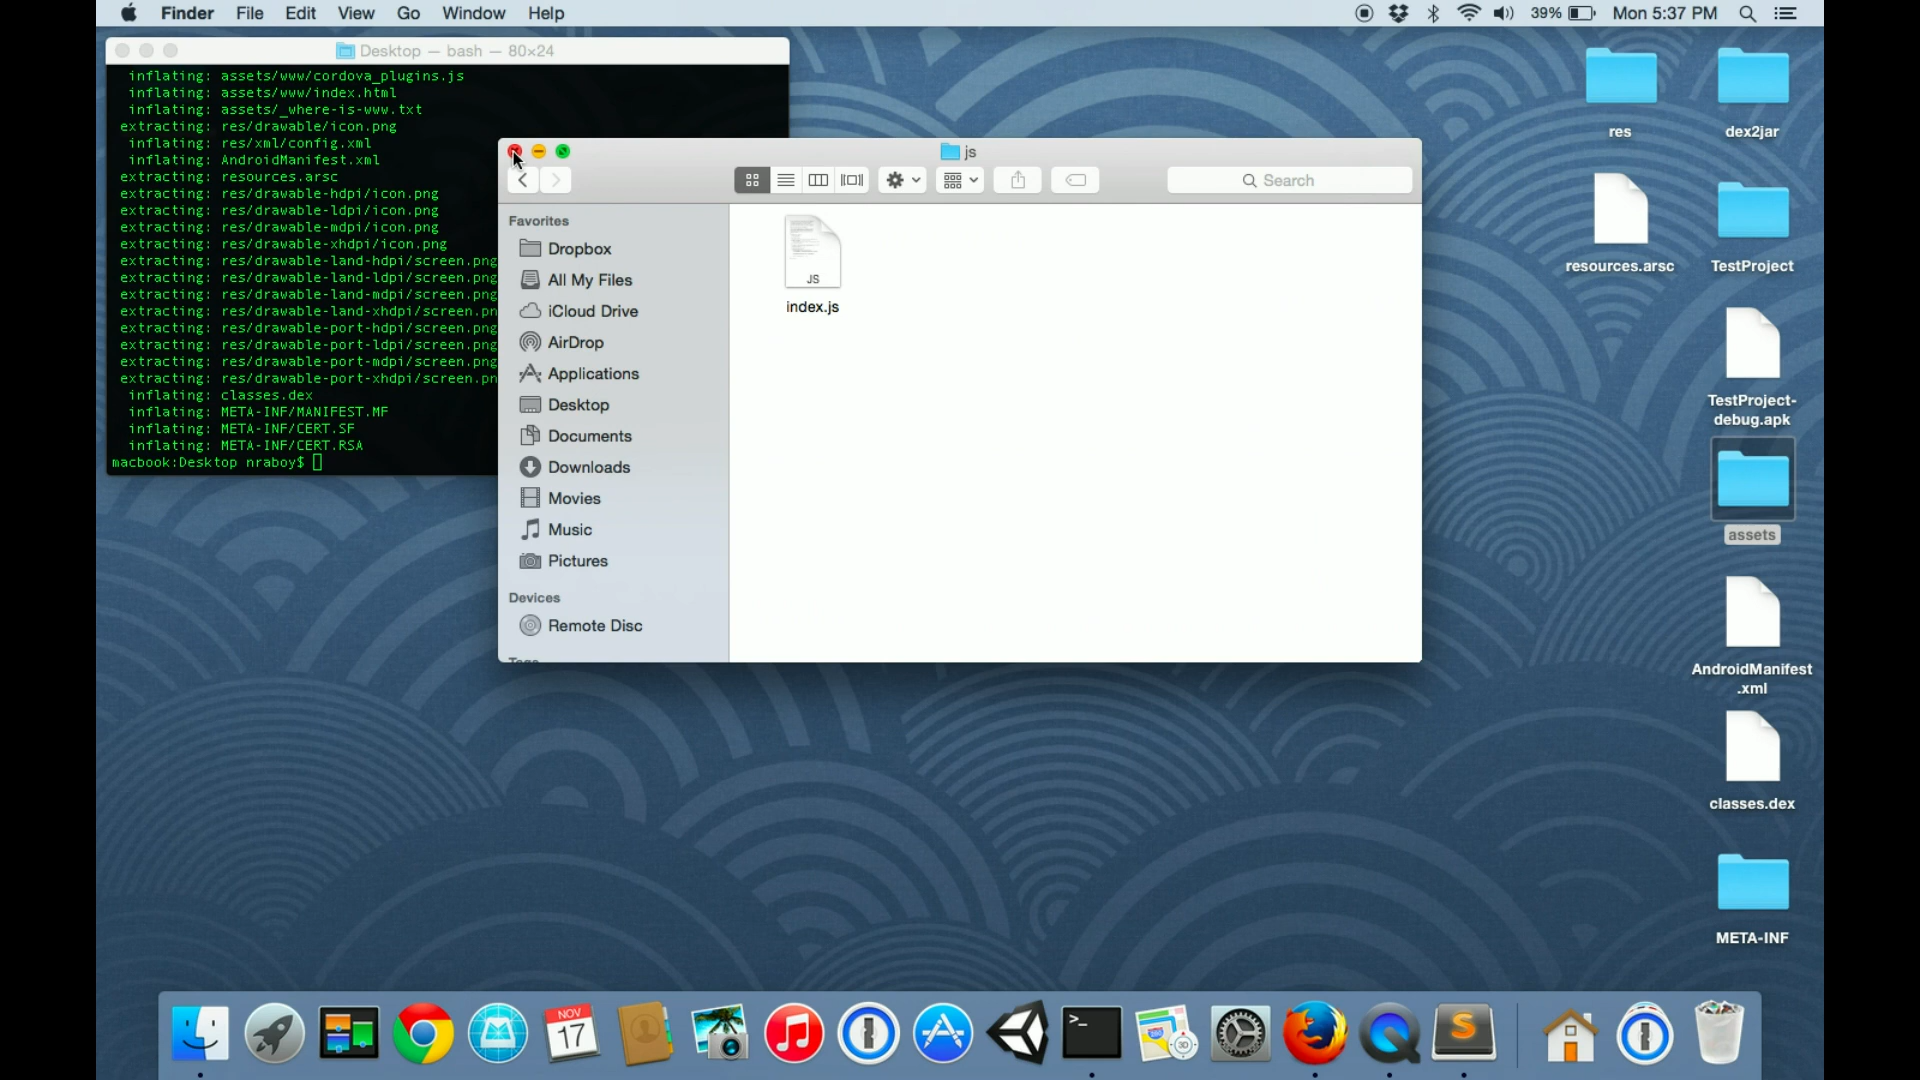 Finder File Edit View Go Window Help 39% Mon 5:37 PM
Desktop — bash — 80×24
inflating: assets/www/cordova_plugins.js
inflating: assets/www/index.html
inflating: assets/_where-is-www.txt
extracting: res/drawable/icon.png
inflating: res/xml/config.xml
inflating: AndroidManifest.xml
extracting: resources.arsc
extracting: res/drawable-hdpi/icon.png
extracting: res/drawable-ldpi/icon.png
extracting: res/drawable-mdpi/icon.png
extracting: res/drawable-xhdpi/icon.png
extracting: res/drawable-land-hdpi/screen.png
extracting: res/drawable-land-ldpi/screen.png
extracting: res/drawable-land-mdpi/screen.png
extracting: res/drawable-land-xhdpi/screen.pn
extracting: res/drawable-port-hdpi/screen.png
extracting: res/drawable-port-ldpi/screen.png
extracting: res/drawable-port-mdpi/screen.png
extracting: res/drawable-port-xhdpi/screen.pn
inflating: classes.dex
inflating: META-INF/MANIFEST.MF
inflating: META-INF/CERT.SF
inflating: META-INF/CERT.RSA
macbook:Desktop nraboy$
js
Search
Favorites
Dropbox
All My Files
iCloud Drive
AirDrop
Applications
Desktop
Documents
Downloads
Movies
Music
Pictures
Devices
Remote Disc
Tags
JS
index.js
res
dex2jar
resources.arsc
TestProject
TestProject-
debug.apk
assets
AndroidManifest
.xml
classes.dex
META-INF
NOV
17
>_
3D
S